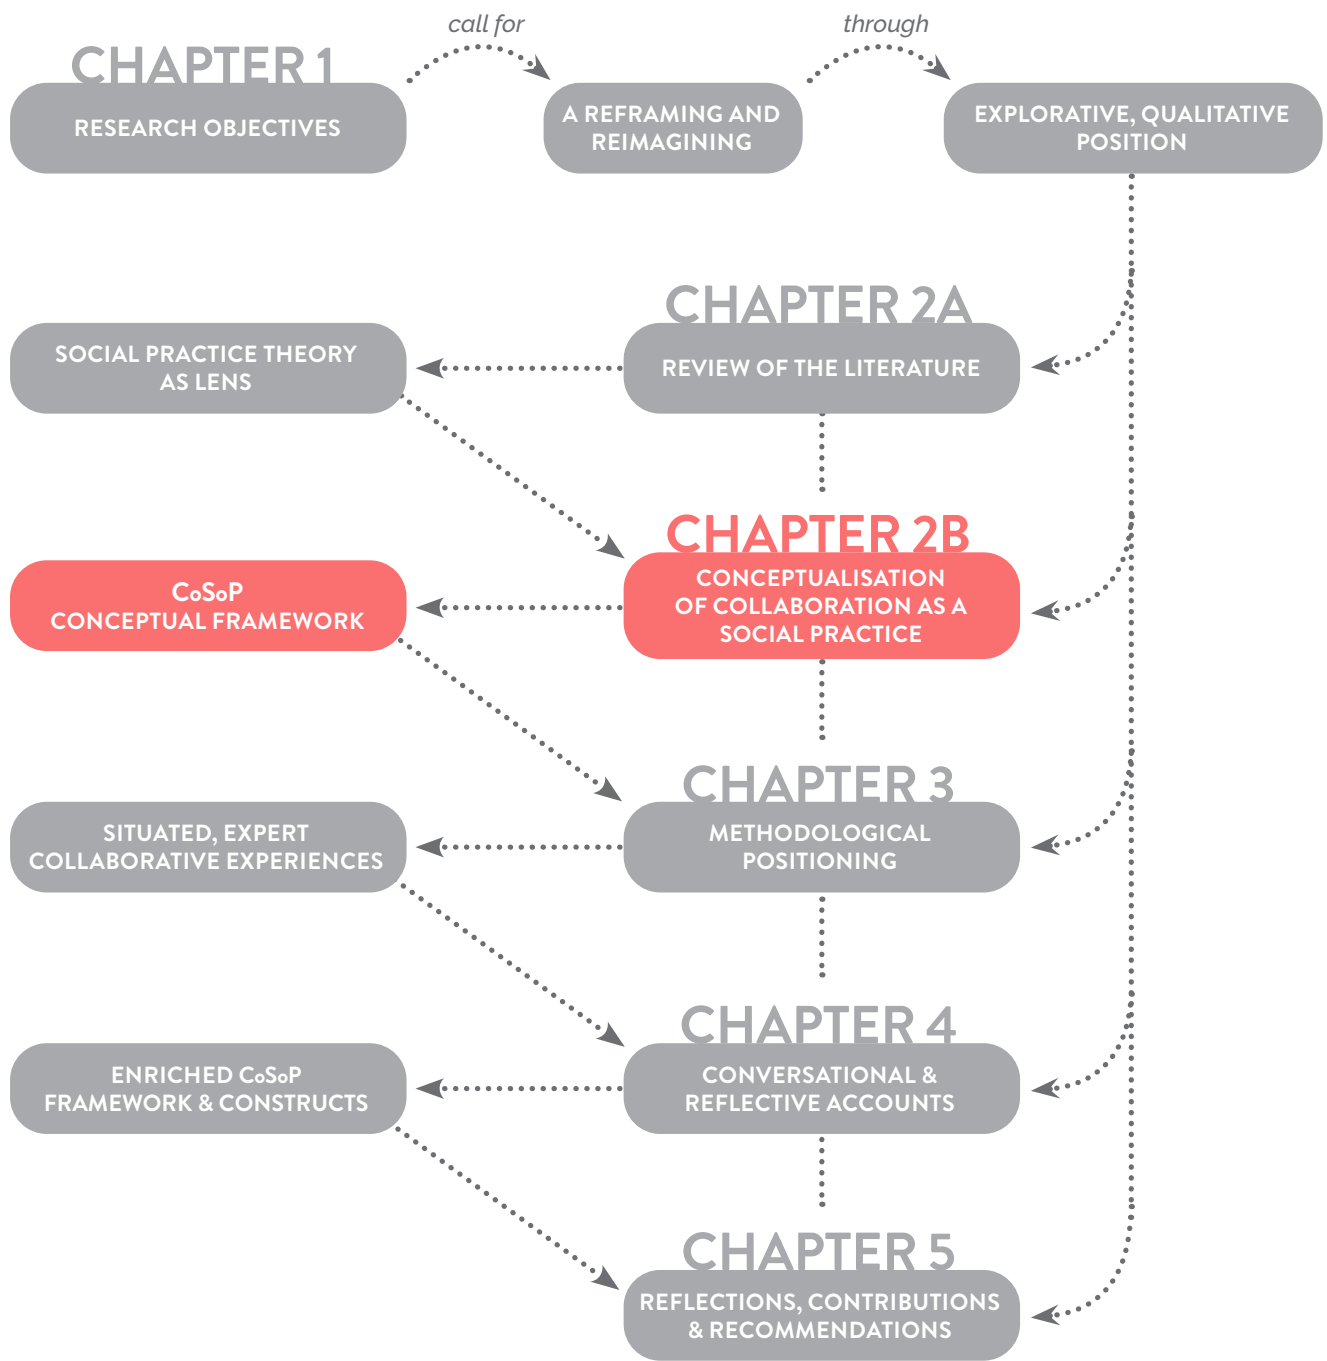 call for
through
CHAPTER 1
RESEARCH OBJECTIVES
A REFRAMING AND
REIMAGINING
EXPLORATIVE, QUALITATIVE
POSITION
CHAPTER 2A
SOCIAL PRACTICE THEORY
AS LENS
REVIEW OF THE LITERATURE
CHAPTER 2B
CoSoP
CONCEPTUAL FRAMEWORK
CONCEPTUALISATION
OF COLLABORATION AS A
SOCIAL PRACTICE
CHAPTER 3
SITUATED, EXPERT
COLLABORATIVE EXPERIENCES
METHODOLOGICAL
POSITIONING
CHAPTER 4
ENRICHED CoSoP
FRAMEWORK & CONSTRUCTS
CONVERSATIONAL &
REFLECTIVE ACCOUNTS
CHAPTER 5
REFLECTIONS, CONTRIBUTIONS
& RECOMMENDATIONS